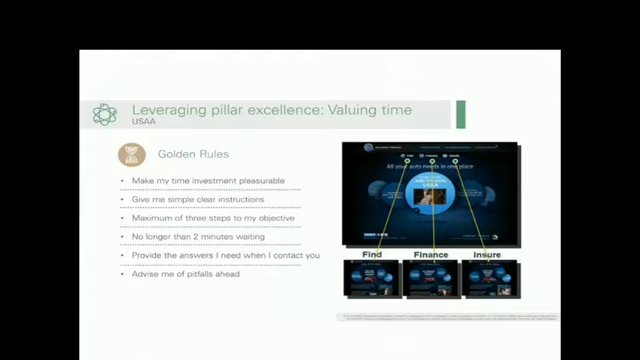 Leveraging pillar excellence: Valuing time
USAA
Golden Rules
• Make my time investment pleasurable
• Give me simple clear instructions
• Maximum of three steps to my objective
• No longer than 2 minutes waiting
• Provide the answers I need when I contact you
• Advise me of pitfalls ahead
All your auto needs in one place
USAA
Find Finance Insure